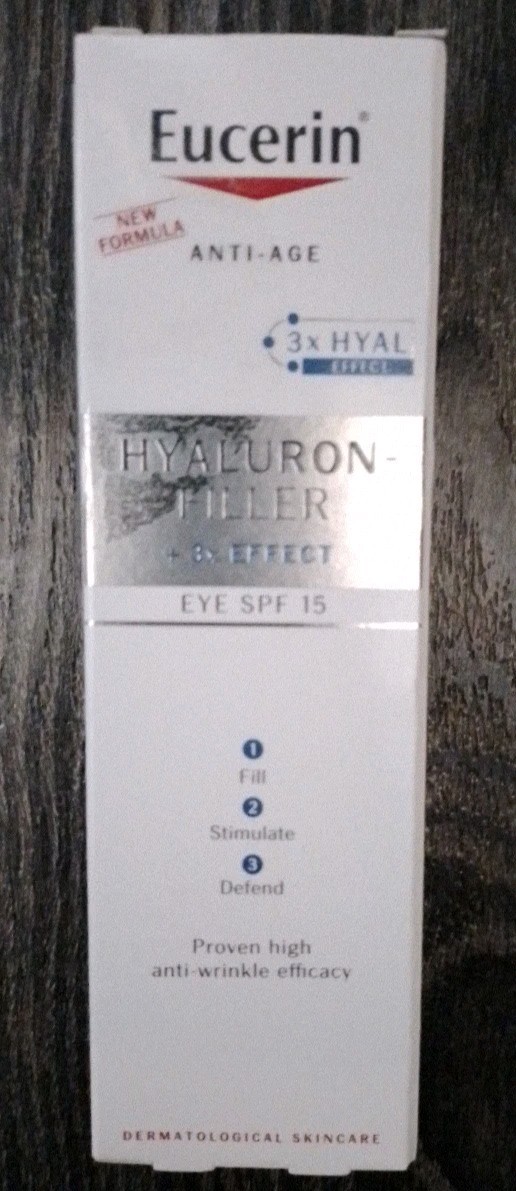 Eucerin®
NEW
FORMULA
ANTI-AGE
3x HYAL
EFFECT
HYALURON-
FILLER
+ 3x EFFECT
EYE SPF 15
1
Fill
2
Stimulate
3
Defend
Proven high
anti-wrinkle efficacy
DERMATOLOGICAL SKINCARE